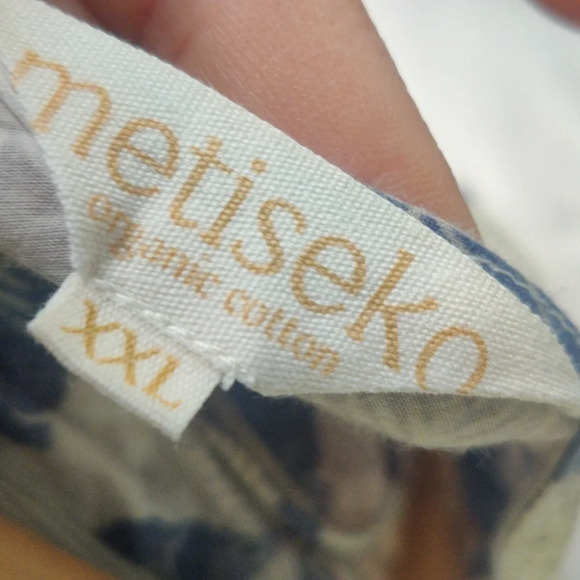 metiseko
organic cotton
XXL